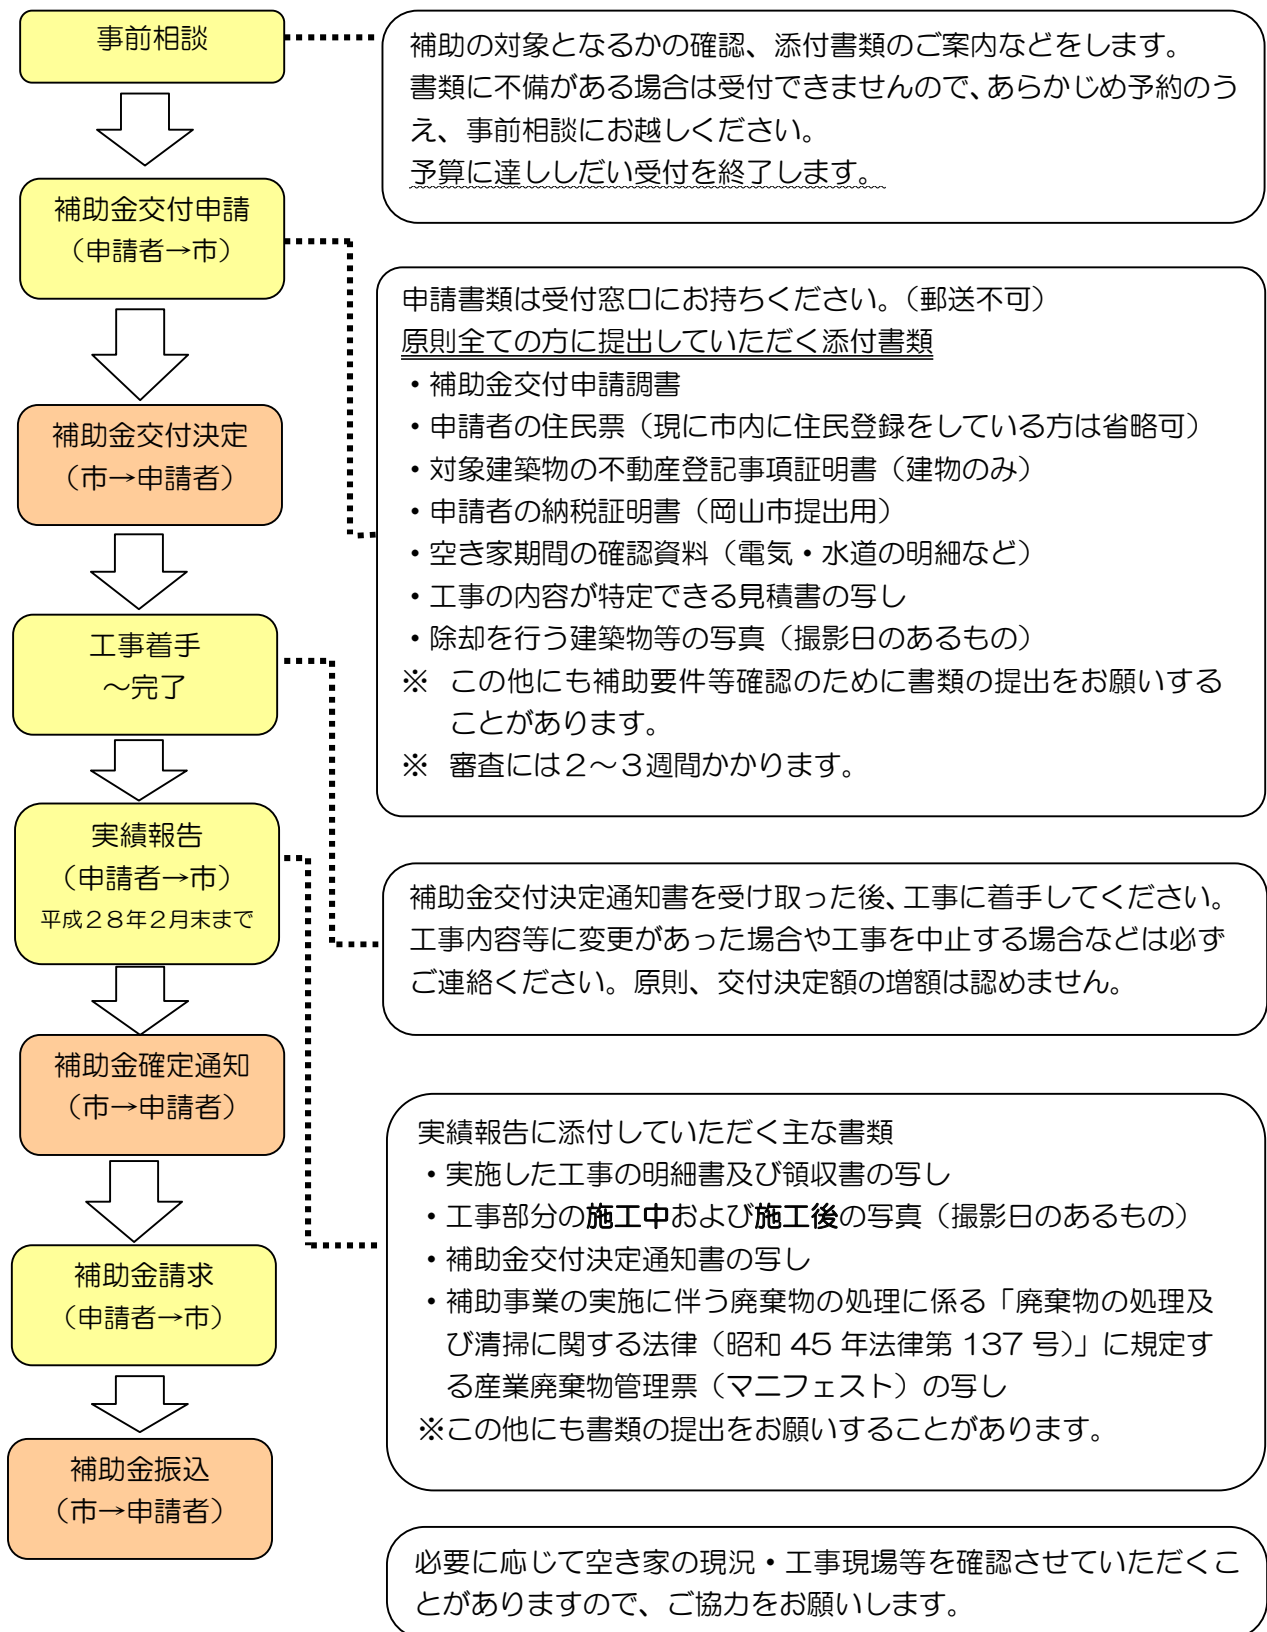 事前相談
補助の対象となるかの確認、添付書類のご案内などをします。
書類に不備がある場合は受付できませんので、あらかじめ予約のう
え、事前相談にお越しください。
予算に達ししだい受付を終了します。
補助金交付申請
（申請者→市）
申請書類は受付窓口にお持ちください。（郵送不可）
原則全ての方に提出していただく添付書類
・補助金交付申請調書
・申請者の住民票（現に市内に住民登録をしている方は省略可）
・対象建築物の不動産登記事項証明書（建物のみ）
・申請者の納税証明書（岡山市提出用）
・空き家期間の確認資料（電気・水道の明細など）
・工事の内容が特定できる見積書の写し
・除却を行う建築物等の写真（撮影日のあるもの）
※　この他にも補助要件等確認のために書類の提出をお願いする
ことがあります。
※　審査には２～３週間かかります。
補助金交付決定
（市→申請者）
工事着手
～完了
補助金交付決定通知書を受け取った後、工事に着手してください。
工事内容等に変更があった場合や工事を中止する場合などは必ず
ご連絡ください。原則、交付決定額の増額は認めません。
実績報告
（申請者→市）
平成２８年２月末まで
実績報告に添付していただく主な書類
・実施した工事の明細書及び領収書の写し
・工事部分の施工中および施工後の写真（撮影日のあるもの）
・補助金交付決定通知書の写し
・補助事業の実施に伴う廃棄物の処理に係る「廃棄物の処理及
び清掃に関する法律（昭和 45 年法律第 137 号）」に規定す
る産業廃棄物管理票（マニフェスト）の写し
※この他にも書類の提出をお願いすることがあります。
補助金確定通知
（市→申請者）
補助金請求
（申請者→市）
補助金振込
（市→申請者）
必要に応じて空き家の現況・工事現場等を確認させていただくこ
とがありますので、ご協力をお願いします。